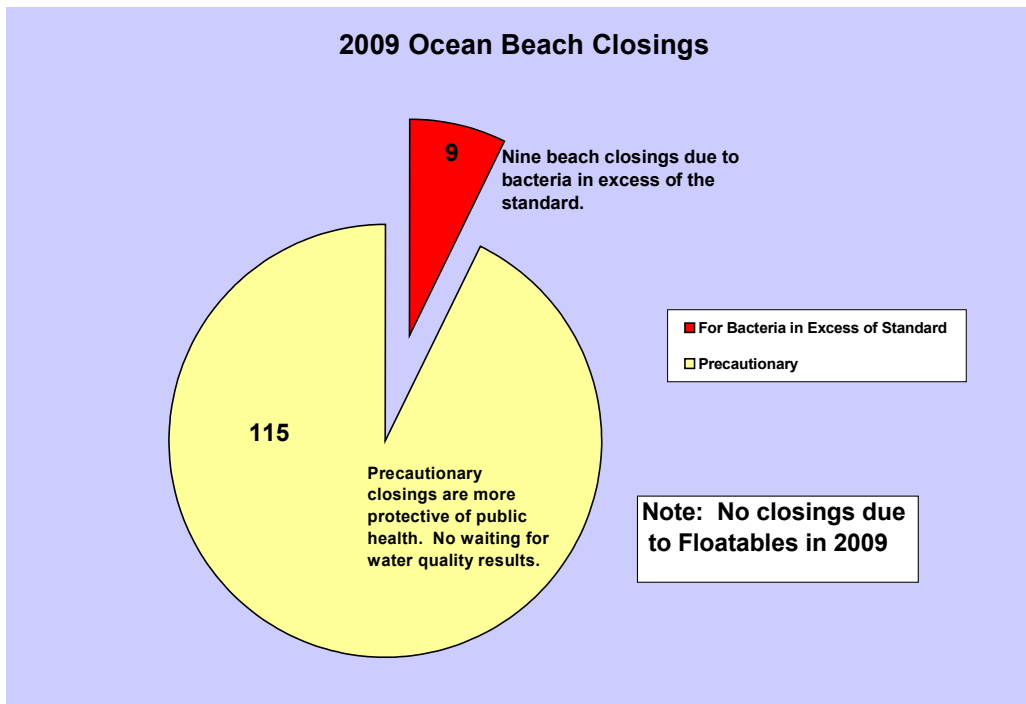 2009 Ocean Beach Closings
9
Nine beach closings due to
bacteria in excess of the
standard.
For Bacteria in Excess of Standard
Precautionary
115
Precautionary
closings are more
protective of public
health.  No waiting for
water quality results.
Note:  No closings due
to Floatables in 2009